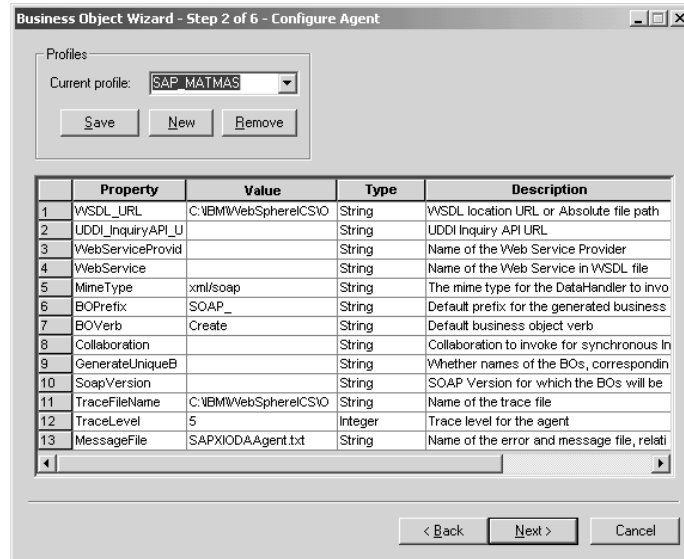 Business Object Wizard - Step 2 of 6 - Configure Agent
Profiles
Current profile: SAP_MATMAS
Save New Remove
Property Value Type Description
1 WSDL_URL C:\IBM\WebSphereICS\O String WSDL location URL or Absolute file path
2 UDDI_InquiryAPI_U String UDDI Inquiry API URL
3 WebServiceProvid String Name of the Web Service Provider
4 WebService String Name of the Web Service in WSDL file
5 MimeType xml/soap String The mime type for the DataHandler to invo
6 BOPrefix SOAP_ String Default prefix for the generated business
7 BOVerb Create String Default business object verb
8 Collaboration String Collaboration to invoke for synchronous In
9 GenerateUniqueB String Whether names of the BOs, correspondin
10 SoapVersion String SOAP Version for which the BOs will be
11 TraceFileName C:\IBM\WebSphereICS\O String Name of the trace file
12 TraceLevel 5 Integer Trace level for the agent
13 MessageFile SAPXIODAAgent.txt String Name of the error and message file, relati
< Back Next > Cancel